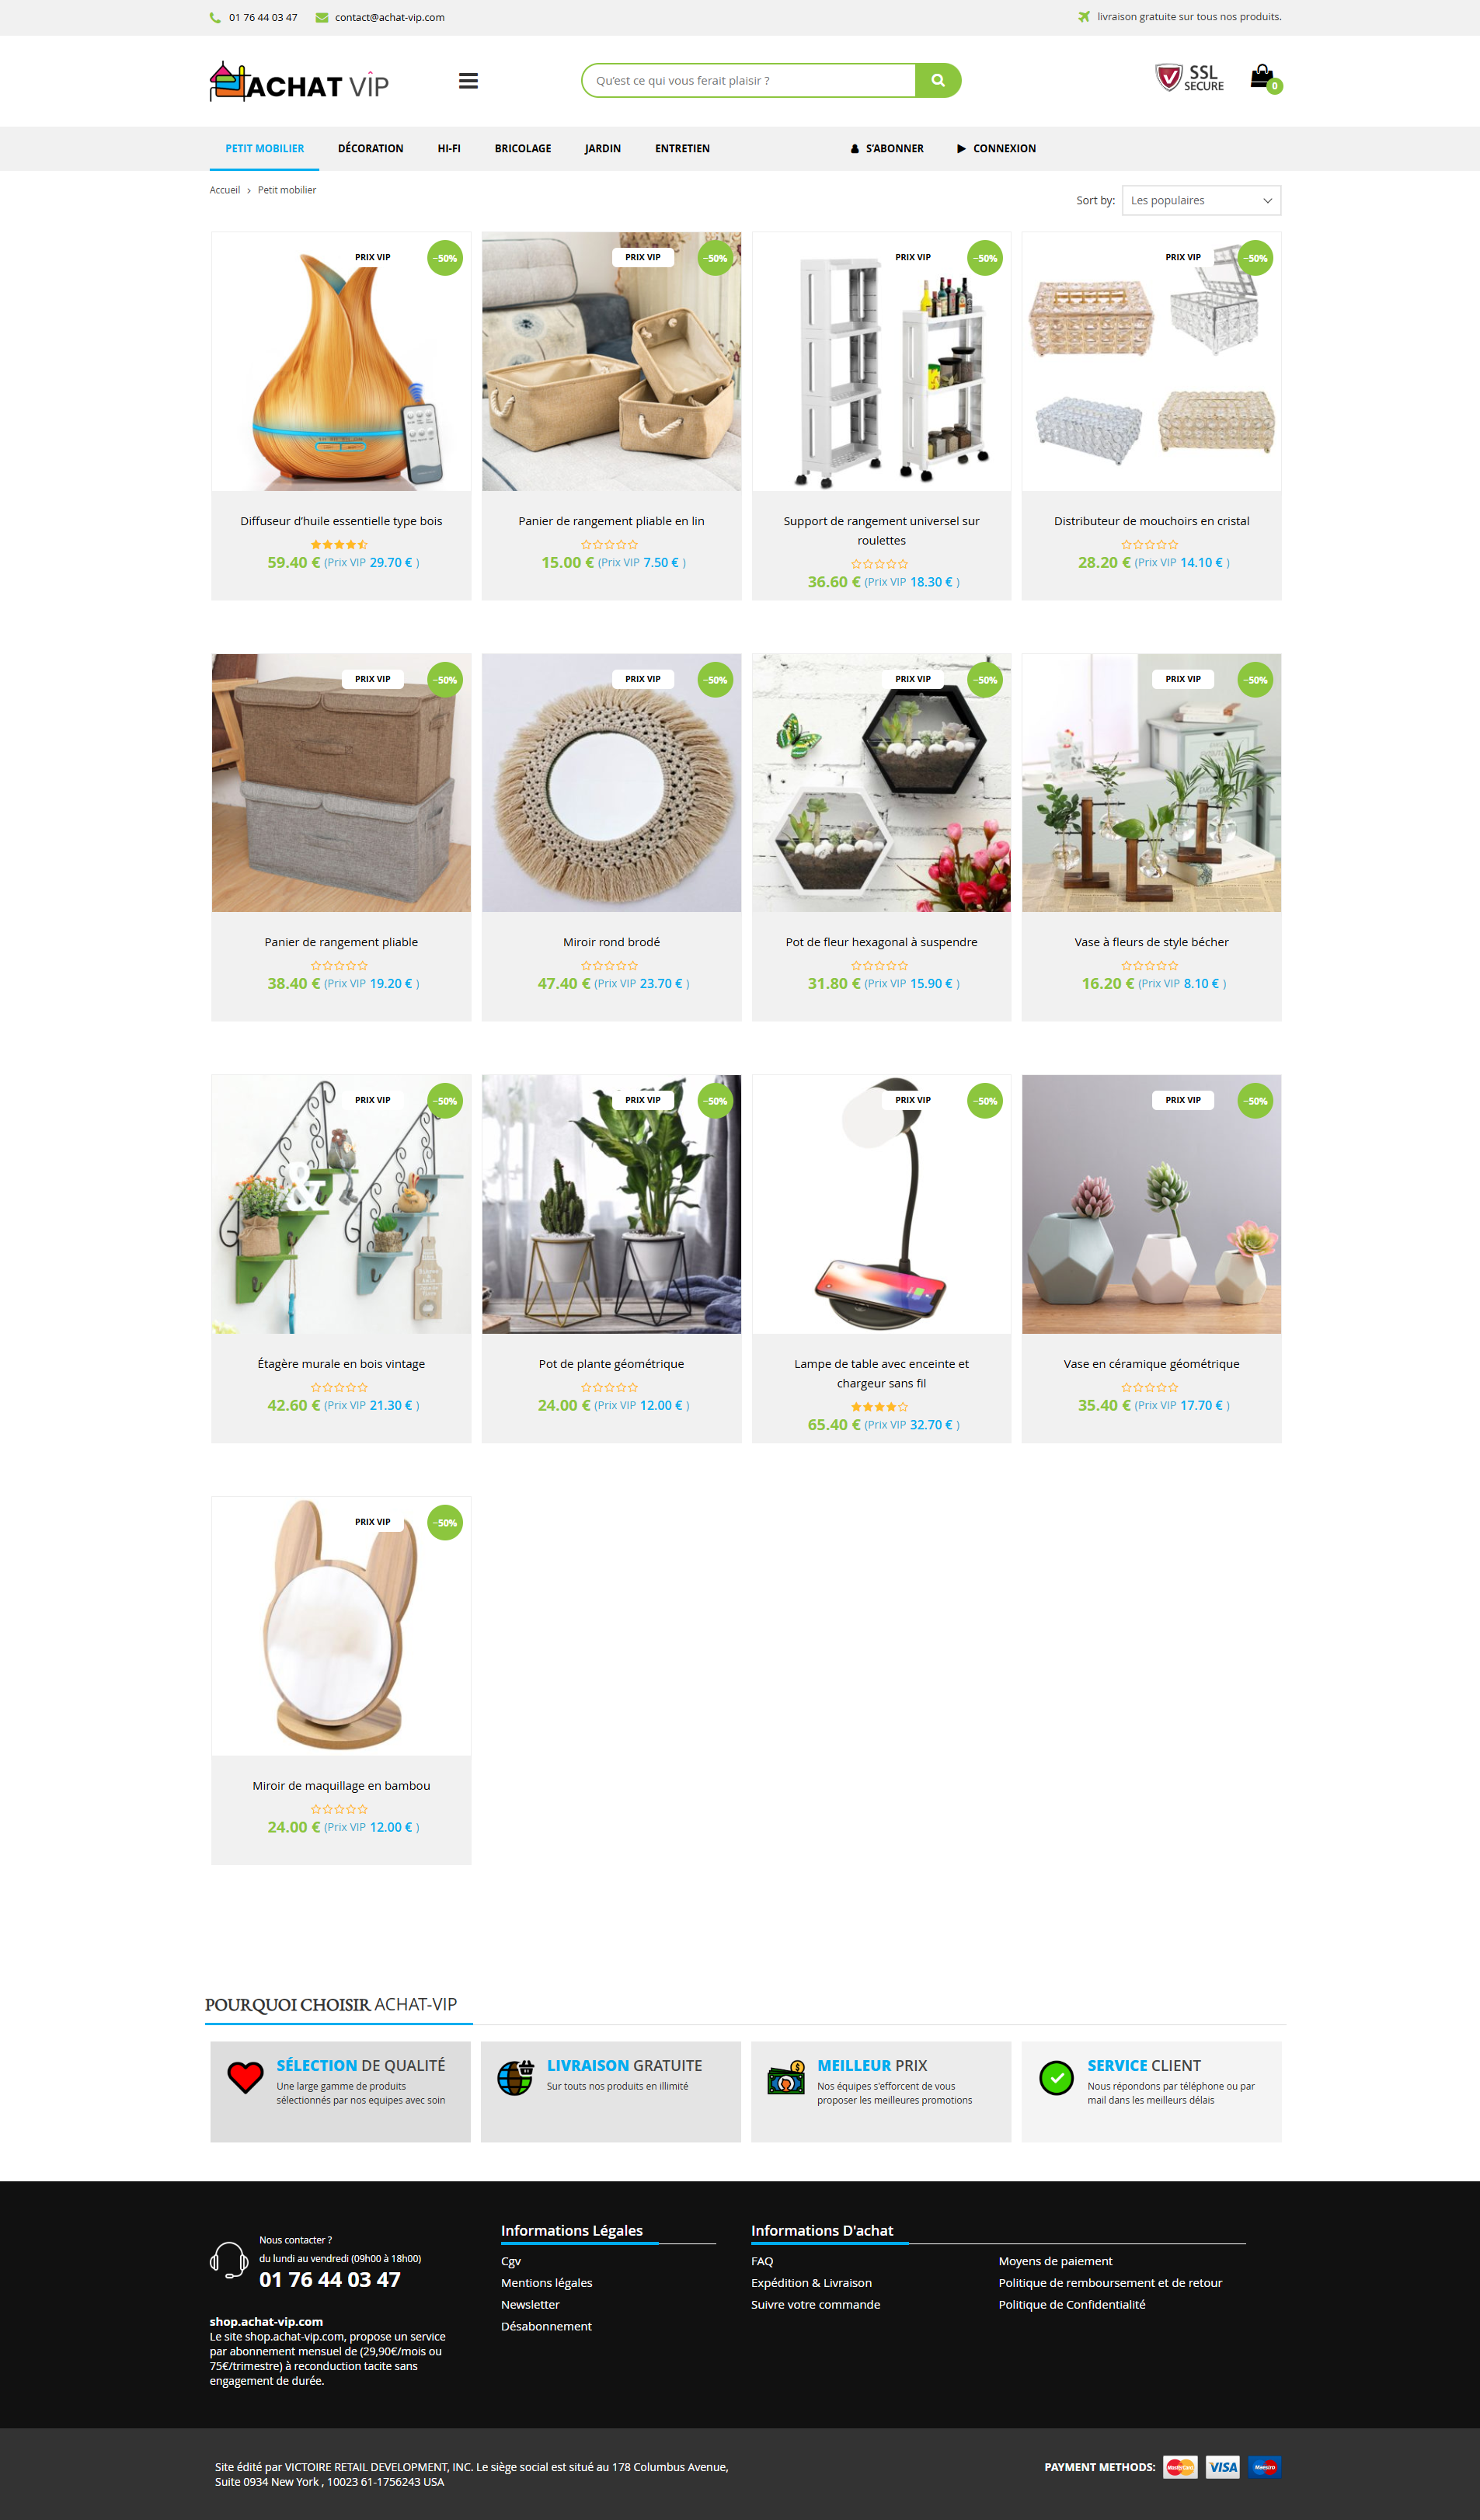 01 76 44 03 47 contact@achat-vip.com livraison gratuite sur tous nos produits.
ACHAT VIP Qu'est ce qui vous ferait plaisir ? SSL SECURE 0
PETIT MOBILIER DÉCORATION HI-FI BRICOLAGE JARDIN ENTRETIEN S'ABONNER CONNEXION
Accueil > Petit mobilier Sort by: Les populaires
PRIX VIP -50% PRIX VIP -50% PRIX VIP -50% PRIX VIP -50%
Diffuseur d'huile essentielle type bois
59.40 € (Prix VIP 29.70 € )
Panier de rangement pliable en lin
15.00 € (Prix VIP 7.50 € )
Support de rangement universel sur
roulettes
36.60 € (Prix VIP 18.30 € )
Distributeur de mouchoirs en cristal
28.20 € (Prix VIP 14.10 € )
PRIX VIP -50% PRIX VIP -50% PRIX VIP -50% PRIX VIP -50%
Panier de rangement pliable
38.40 € (Prix VIP 19.20 € )
Miroir rond brodé
47.40 € (Prix VIP 23.70 € )
Pot de fleur hexagonal à suspendre
31.80 € (Prix VIP 15.90 € )
Vase à fleurs de style bécher
16.20 € (Prix VIP 8.10 € )
PRIX VIP -50% PRIX VIP -50% PRIX VIP -50% PRIX VIP -50%
&
Étagère murale en bois vintage
42.60 € (Prix VIP 21.30 € )
Pot de plante géométrique
24.00 € (Prix VIP 12.00 € )
Lampe de table avec enceinte et
chargeur sans fil
65.40 € (Prix VIP 32.70 € )
Vase en céramique géométrique
35.40 € (Prix VIP 17.70 € )
PRIX VIP -50%
Miroir de maquillage en bambou
24.00 € (Prix VIP 12.00 € )
POURQUOI CHOISIR ACHAT-VIP
SÉLECTION DE QUALITÉ
Une large gamme de produits
sélectionnés par nos equipes avec soin
LIVRAISON GRATUITE
Sur touts nos produits en illimité
MEILLEUR PRIX
Nos équipes s'efforcent de vous
proposer les meilleures promotions
SERVICE CLIENT
Nous répondons par téléphone ou par
mail dans les meilleurs délais
Nous contacter ?
du lundi au vendredi (09h00 à 18h00)
01 76 44 03 47
shop.achat-vip.com
Le site shop.achat-vip.com, propose un service
par abonnement mensuel de (29,90€/mois ou
75€/trimestre) à reconduction tacite sans
engagement de durée.
Informations Légales
Cgv
Mentions légales
Newsletter
Désabonnement
Informations D'achat
FAQ
Expédition & Livraison
Suivre votre commande
Moyens de paiement
Politique de remboursement et de retour
Politique de Confidentialité
Site édité par VICTOIRE RETAIL DEVELOPMENT, INC. Le siège social est situé au 178 Columbus Avenue,
Suite 0934 New York , 10023 61-1756243 USA
PAYMENT METHODS: MasterCard VISA Maestro